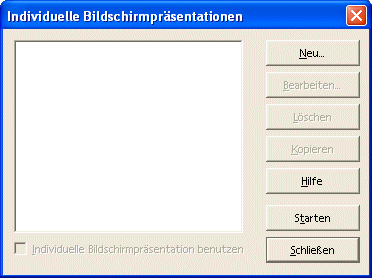 Individuelle Bildschirmpräsentationen
Neu...
Bearbeiten...
Löschen
Kopieren
Hilfe
Starten
Individuelle Bildschirmpräsentation benutzen
Schließen